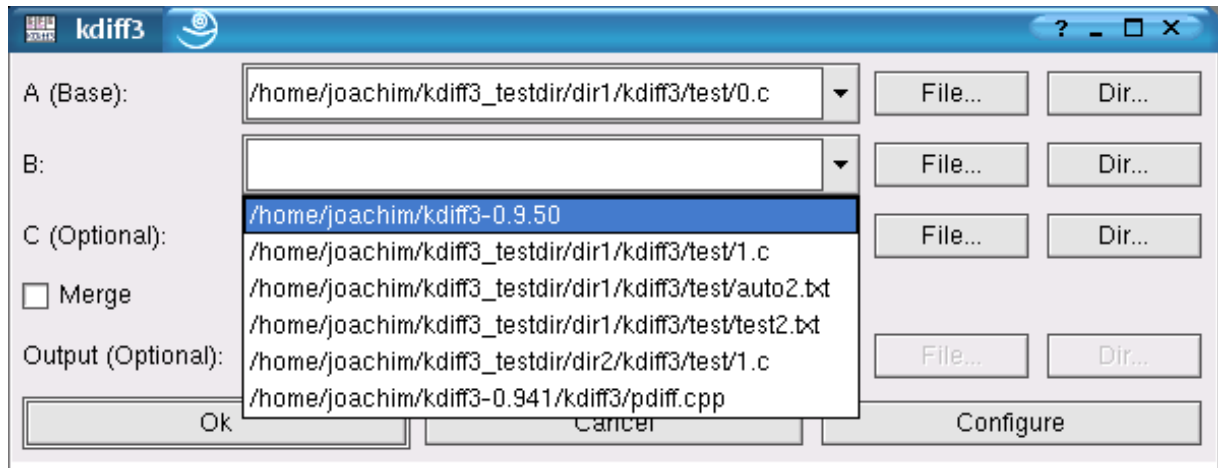 kdiff3
A (Base): /home/joachim/kdiff3_testdir/dir1/kdiff3/test/0.c File... Dir...
B: File... Dir...
/home/joachim/kdiff3-0.9.50
C (Optional): File... Dir...
/home/joachim/kdiff3_testdir/dir1/kdiff3/test/1.c
Merge /home/joachim/kdiff3_testdir/dir1/kdiff3/test/auto2.txt
/home/joachim/kdiff3_testdir/dir1/kdiff3/test/test2.txt
Output (Optional): File... Dir...
/home/joachim/kdiff3_testdir/dir2/kdiff3/test/1.c
/home/joachim/kdiff3-0.941/kdiff3/pdiff.cpp
Ok Cancel Configure